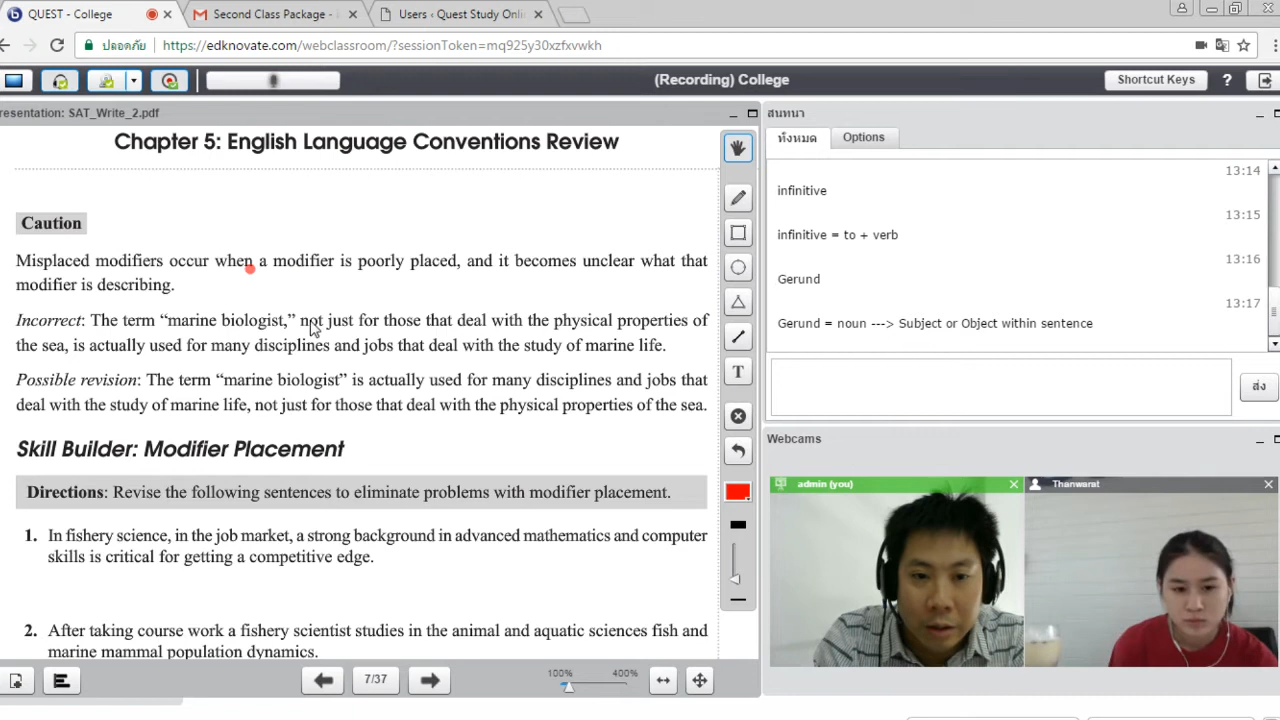 QUEST - College
Second Class Package -
Users ‹ Quest Study Onli
ปลอดภัย
https://edknovate.com/webclassroom/?sessionToken=mq925y30xzfxvwkh
(Recording) College
Shortcut Keys
?
resentation: SAT_Write_2.pdf
Chapter 5: English Language Conventions Review
Caution
Misplaced modifiers occur when a modifier is poorly placed, and it becomes unclear what that
modifier is describing.
Incorrect: The term “marine biologist,” not just for those that deal with the physical properties of
the sea, is actually used for many disciplines and jobs that deal with the study of marine life.
Possible revision: The term “marine biologist” is actually used for many disciplines and jobs that
deal with the study of marine life, not just for those that deal with the physical properties of the sea.
Skill Builder: Modifier Placement
Directions: Revise the following sentences to eliminate problems with modifier placement.
1. In fishery science, in the job market, a strong background in advanced mathematics and computer
skills is critical for getting a competitive edge.
2. After taking course work a fishery scientist studies in the animal and aquatic sciences fish and
marine mammal population dynamics.
T
7/37
100%
400%
สนทนา
ทั้งหมด
Options
13:14
infinitive
13:15
infinitive = to + verb
13:16
Gerund
13:17
Gerund = noun ---> Subject or Object within sentence
ส่ง
Webcams
admin (you)
Thanwarat